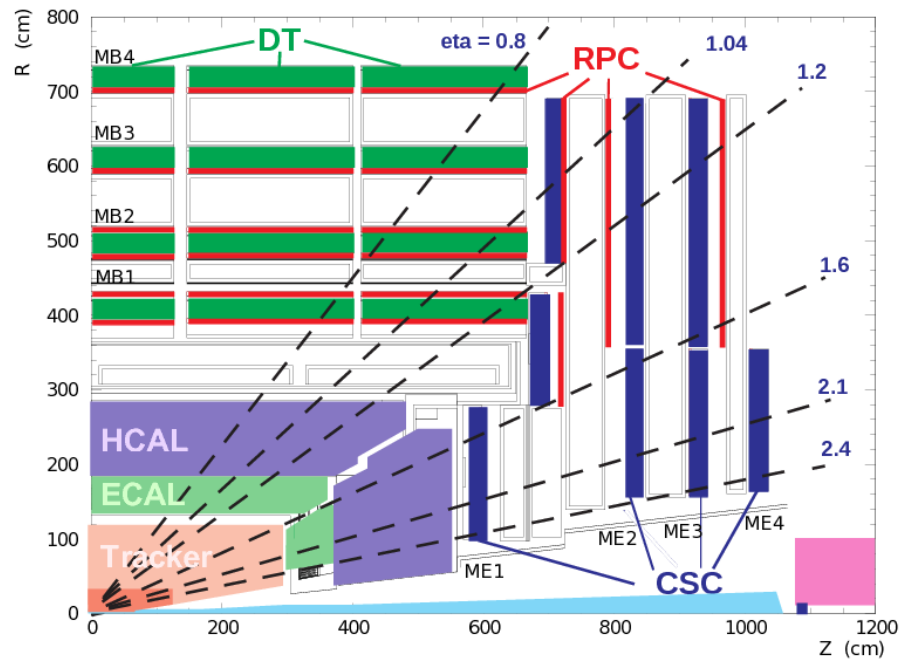 800
R (cm)
DT
eta = 0.8
1.04
MB4
RPC
1.2
700
MB3
600
MB2
500
MB1
1.6
400
300
2.1
HCAL
2.4
200
ECAL
100
Tracker
ME1
ME2
ME3
ME4
CSC
0
0
200
400
600
800
1000
1200
Z (cm)